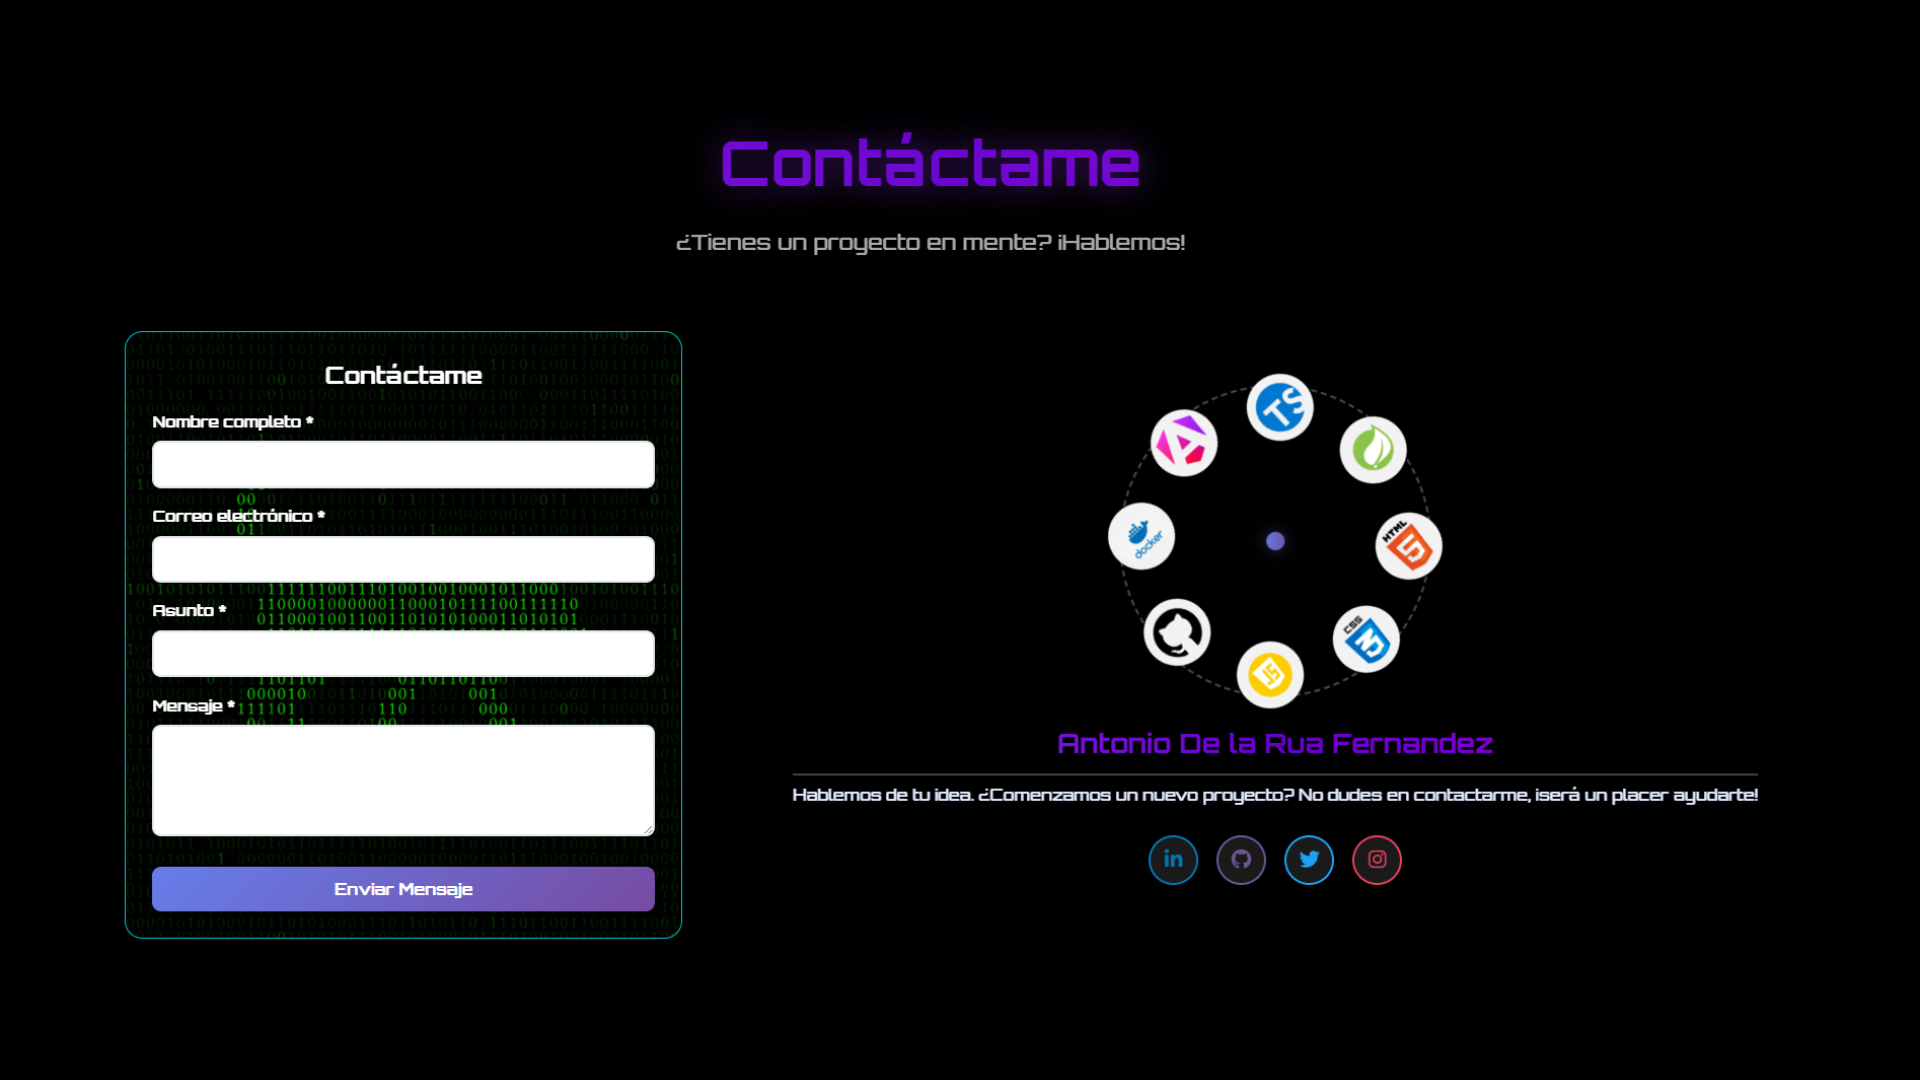 Contáctame
¿Tienes un proyecto en mente? ¡Hablemos!
Contáctame
Nombre completo *
Correo electrónico *
Asunto *
Mensaje *
Enviar Mensaje
TS
HTML
5
docker
CSS
3
JS
Antonio De la Rua Fernandez
Hablemos de tu idea. ¿Comenzamos un nuevo proyecto? No dudes en contactarme, ¡será un placer ayudarte!
in